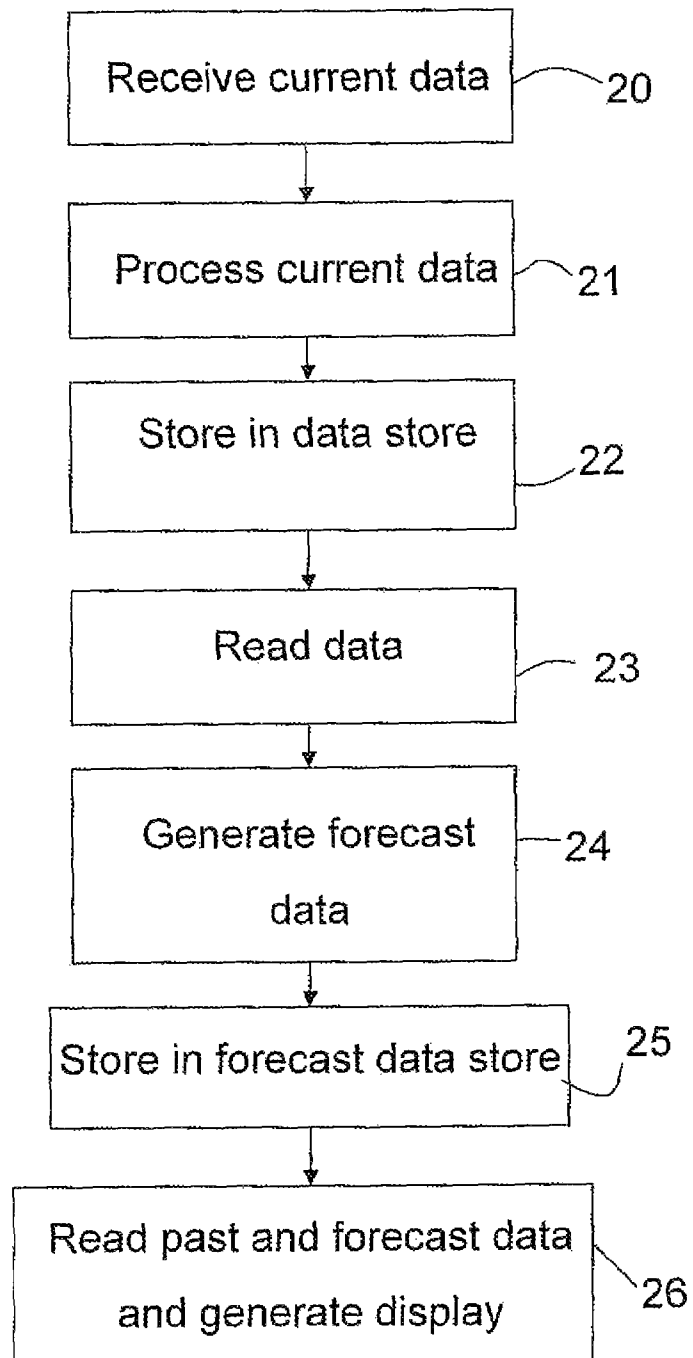 Receive current data
20
Process current data
21
Store in data store
22
Read data
23
Generate forecast
data
24
Store in forecast data store
25
Read past and forecast data
and generate display
26